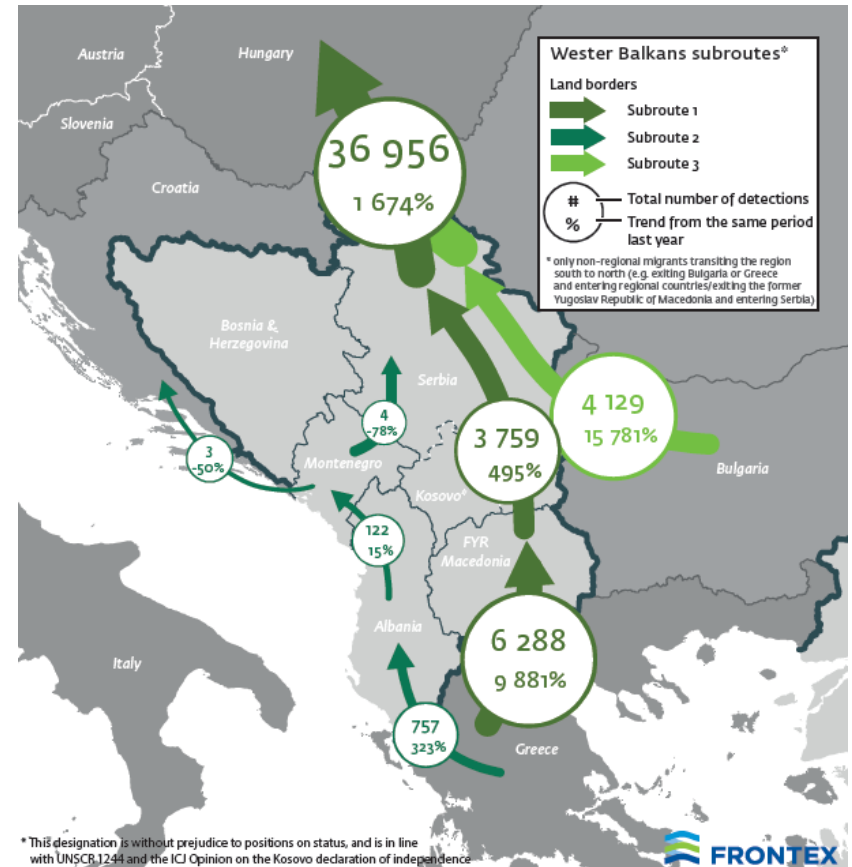 Austria
Hungary
Slovenia
Croatia
Wester Balkans subroutes*
Land borders
Subroute 1
Subroute 2
Subroute 3
# Total number of detections
% Trend from the same period
last year
* only non-regional migrants transiting the region
south to north (e.g. exiting Bulgaria or Greece
and entering regional countries/exiting the former
Yugoslav Republic of Macedonia and entering Serbia)
36 956
1 674%
Bosnia &
Herzegovina
Serbia
4
-78%
3
-50%
Montenegro
Kosovo*
3 759
495%
4 129
15 781%
Bulgaria
122
15%
FYR
Macedonia
Albania
6 288
9 881%
Italy
757
323%
Greece
* This designation is without prejudice to positions on status, and is in line
with UNSCR 1244 and the ICJ Opinion on the Kosovo declaration of independence
FRONTEX